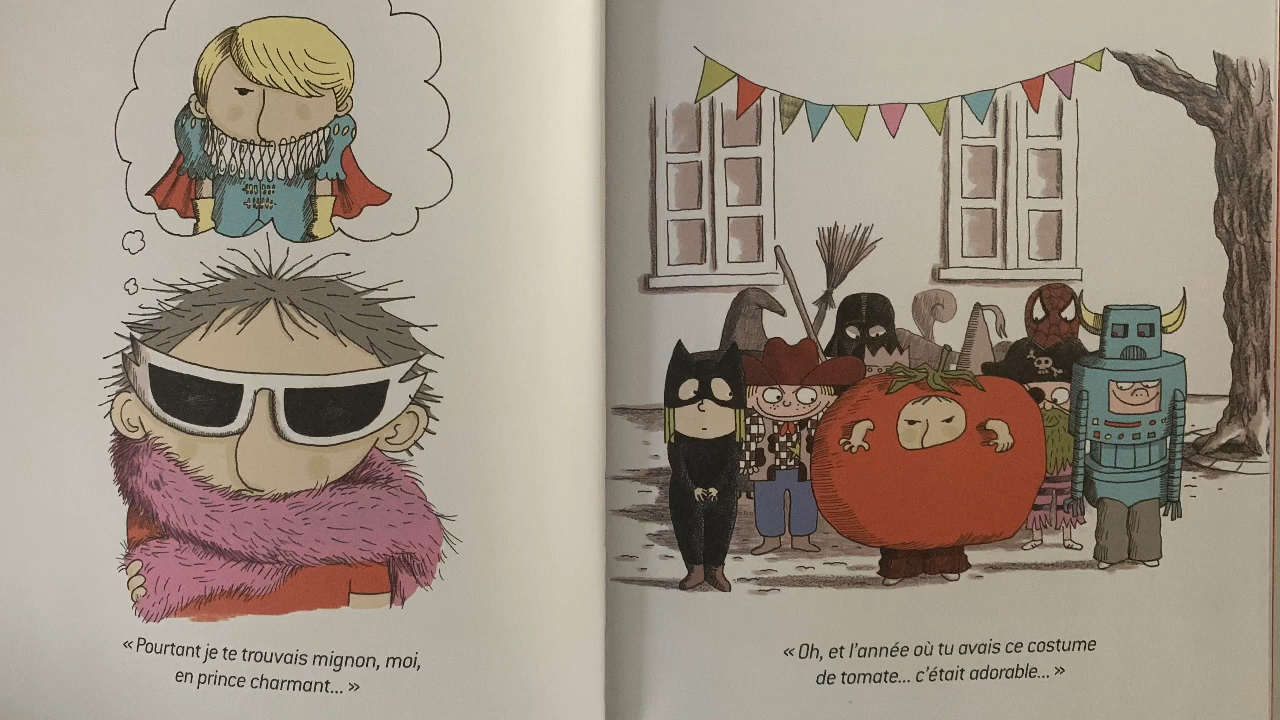 « Pourtant je te trouvais mignon, moi,
en prince charmant... »
« Oh, et l'année où tu avais ce costume
de tomate... c'était adorable... »